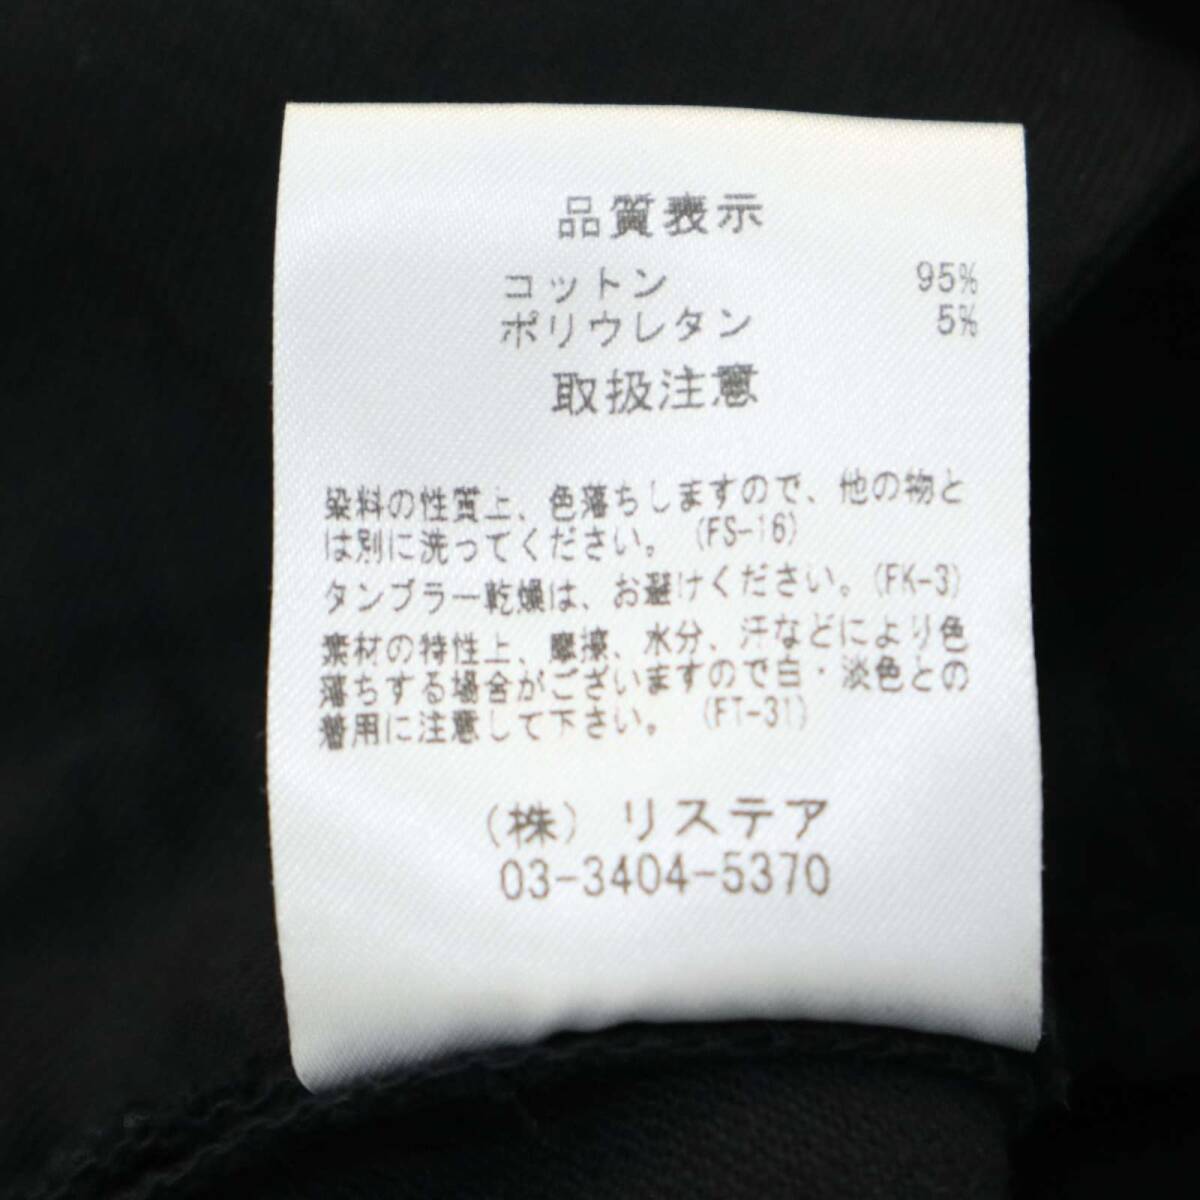 品質表示
コットン 95%
ポリウレタン 5%
取扱注意
染料の性質上、色落ちしますので、他の物と
は別に洗ってください。 (FS-16)
タンブラー乾燥は、お避けください。(FK-3)
素材の特性上、摩擦、水分、汗などにより色
落ちする場合がございますので白・淡色との
着用に注意して下さい。 (FT-31)
(株) リステア
03-3404-5370